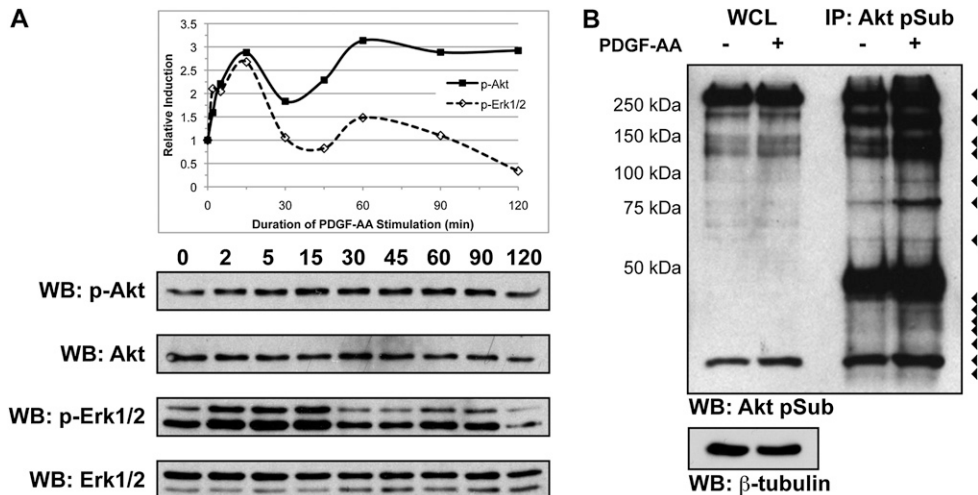 A
3.5
3
2.5
2
1.5
1
0.5
0
Relative Induction
p-Akt
p-Erk1/2
0 15 30 45 60 90 120
Duration of PDGF-AA Stimulation (min)
0 2 5 15 30 45 60 90 120
WB: p-Akt
WB: Akt
WB: p-Erk1/2
WB: Erk1/2
B
WCL IP: Akt pSub
PDGF-AA - + - +
250 kDa
150 kDa
100 kDa
75 kDa
50 kDa
WB: Akt pSub
WB: β-tubulin